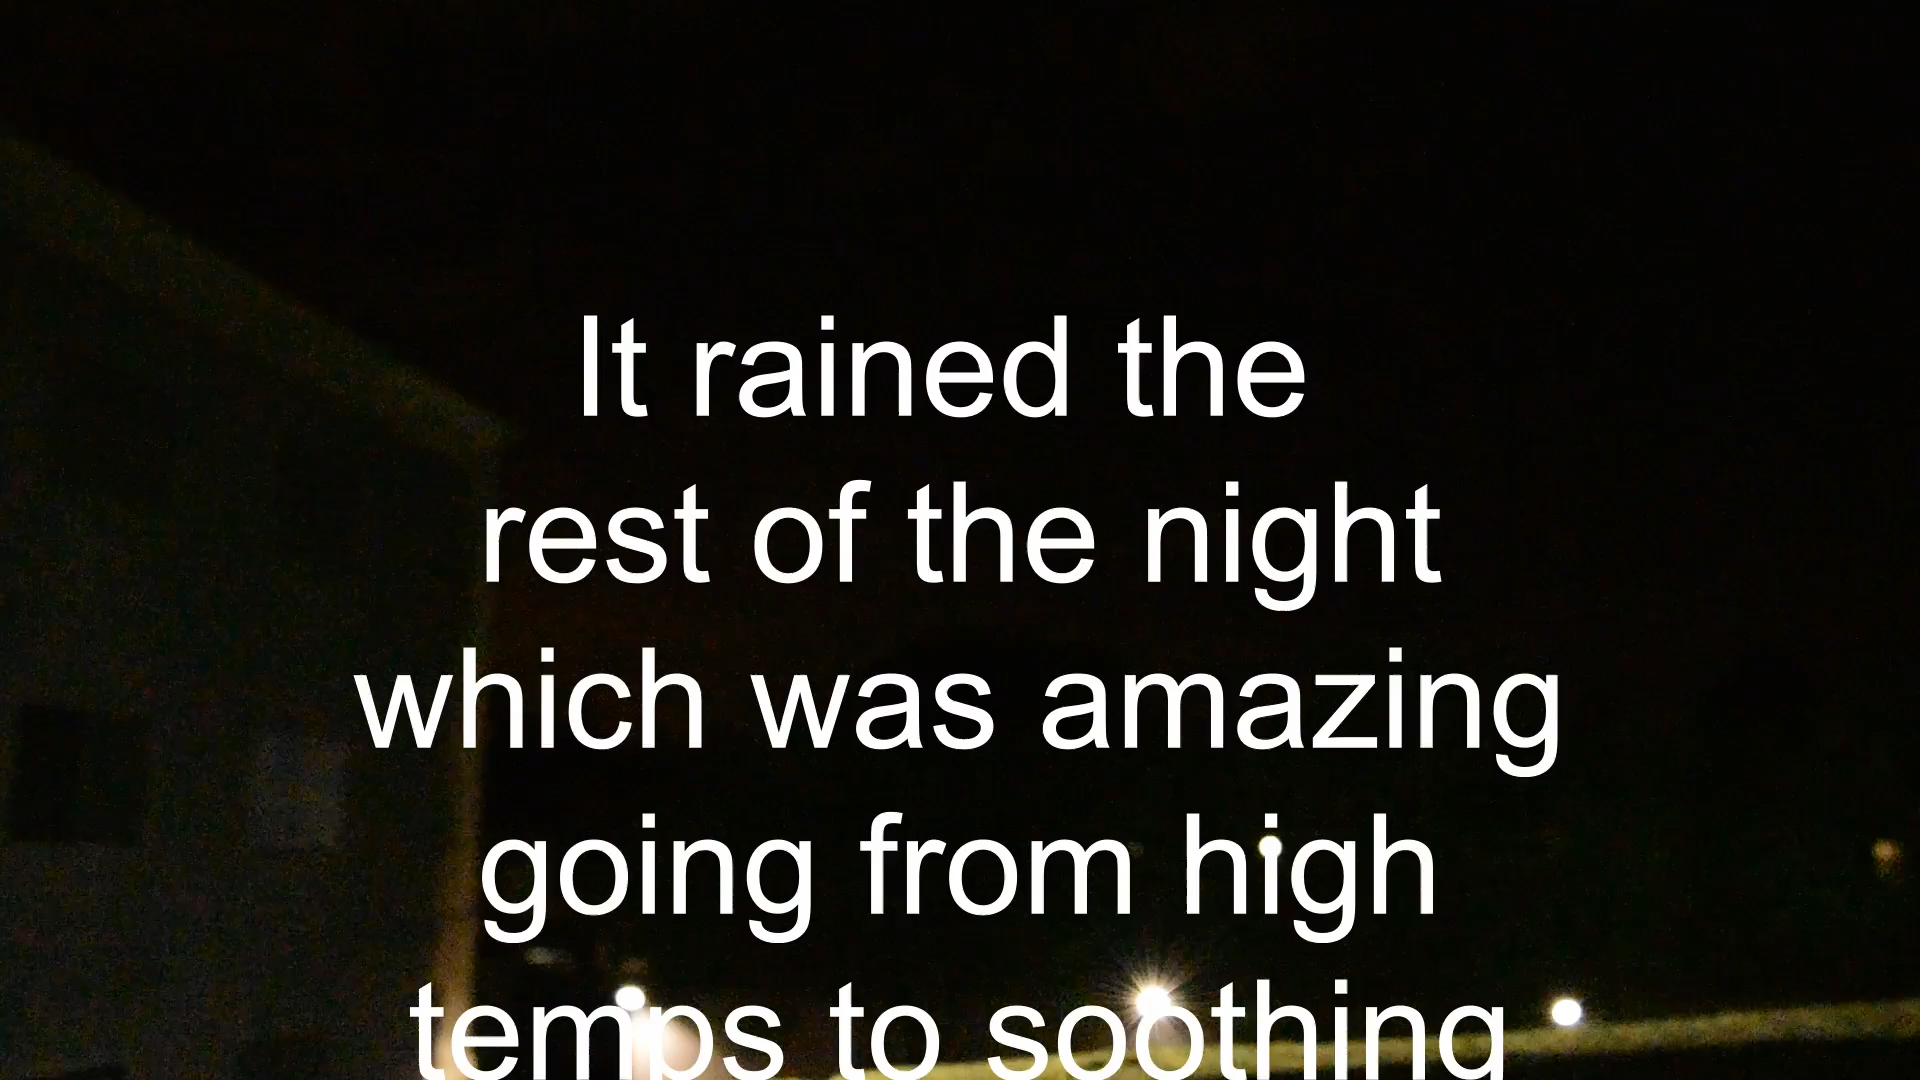 It rained the
rest of the night
which was amazing
going from high
temps to soothing